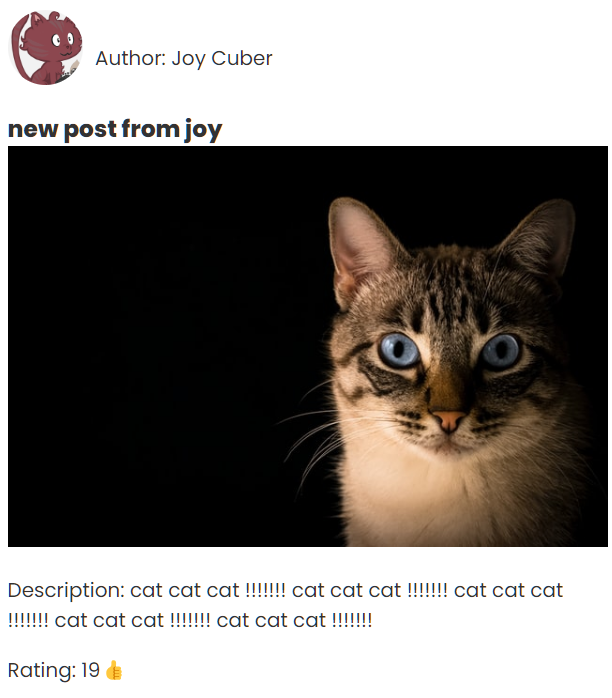 Author: Joy Cuber
new post from joy
Description: cat cat cat !!!!!!! cat cat cat !!!!!!! cat cat cat
!!!!!!! cat cat cat !!!!!!! cat cat cat !!!!!!!
Rating: 19 👍